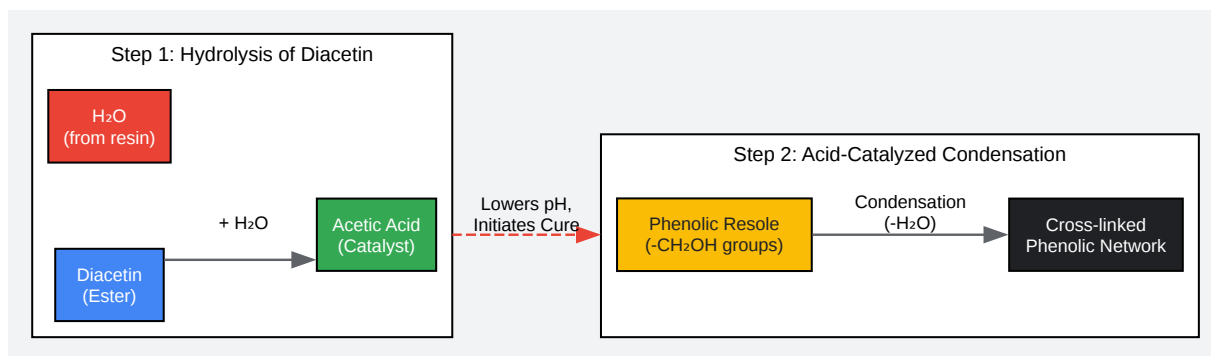 Step 1: Hydrolysis of Diacetin
H₂O
(from resin)
+ H₂O
Diacetin
(Ester)
Acetic Acid
(Catalyst)
Lowers pH,
Initiates Cure
Step 2: Acid-Catalyzed Condensation
Phenolic Resole
(-CH₂OH groups)
Condensation
(-H₂O)
Cross-linked
Phenolic Network